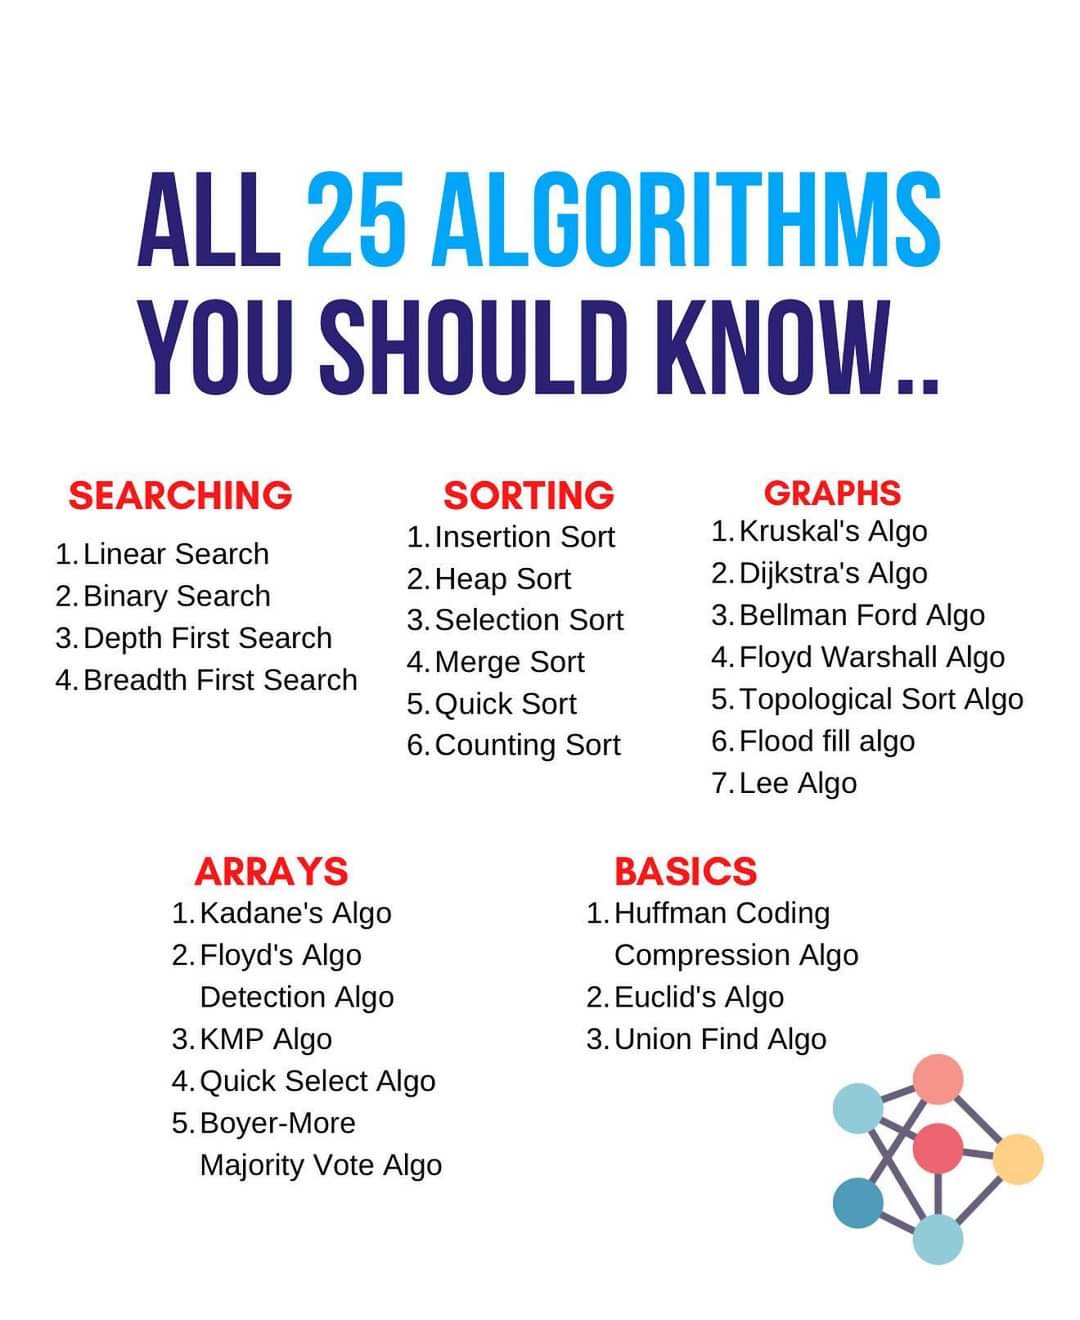 ALL 25 ALGORITHMS
YOU SHOULD KNOW..
SEARCHING
1. Linear Search
2. Binary Search
3. Depth First Search
4. Breadth First Search
SORTING
1. Insertion Sort
2. Heap Sort
3. Selection Sort
4. Merge Sort
5. Quick Sort
6. Counting Sort
GRAPHS
1. Kruskal's Algo
2. Dijkstra's Algo
3. Bellman Ford Algo
4. Floyd Warshall Algo
5. Topological Sort Algo
6. Flood fill algo
7. Lee Algo
ARRAYS
1. Kadane's Algo
2. Floyd's Algo
Detection Algo
3. KMP Algo
4. Quick Select Algo
5. Boyer-More
Majority Vote Algo
BASICS
1. Huffman Coding
Compression Algo
2. Euclid's Algo
3. Union Find Algo